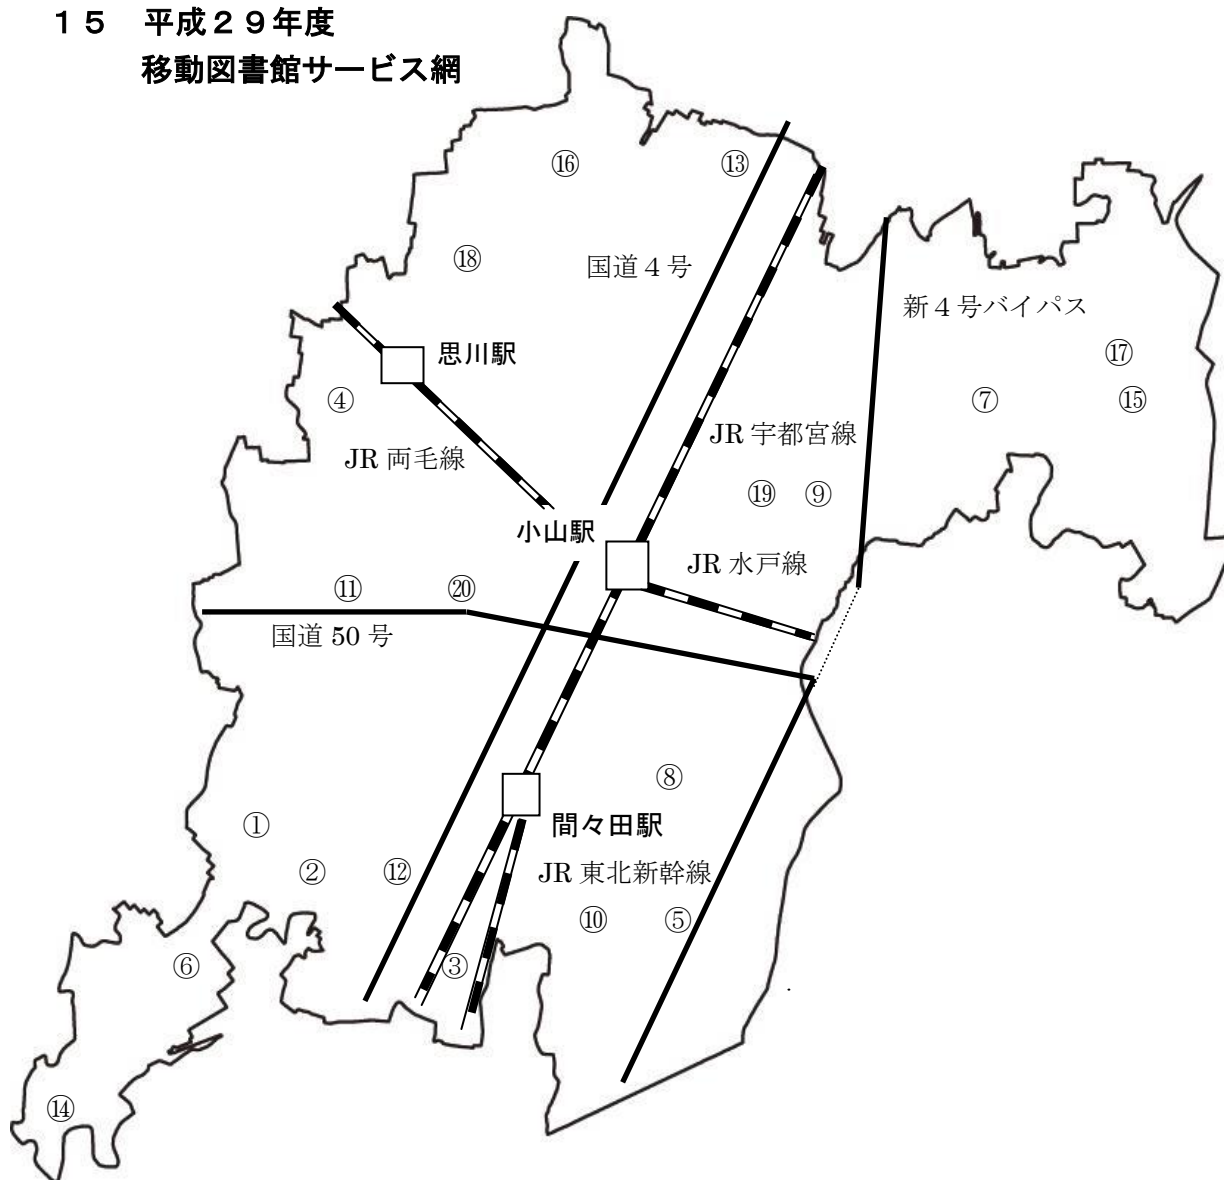 １５　平成２９年度
移動図書館サービス網
⑯
⑬
⑱
国道４号
新４号バイパス
思川駅
⑰
④
⑦
⑮
JR 宇都宮線
JR 両毛線
⑲
⑨
小山駅
JR 水戸線
⑪
⑳
国道 50 号
⑧
①
間々田駅
②
⑫
JR 東北新幹線
⑩
⑤
⑥
③
⑭